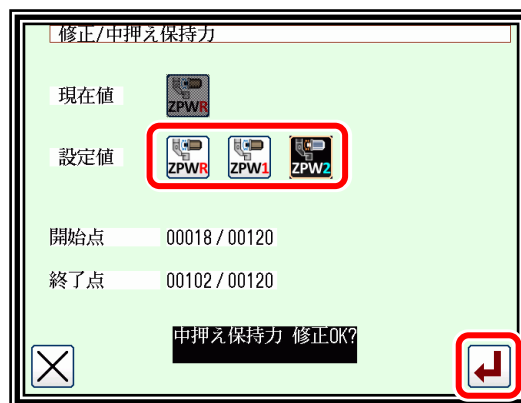 修正/中押え保持力
現在値 ZPWR
設定値 ZPWR ZPW1 ZPW2
開始点 00018/00120
終了点 00102/00120
中押え保持力 修正OK?